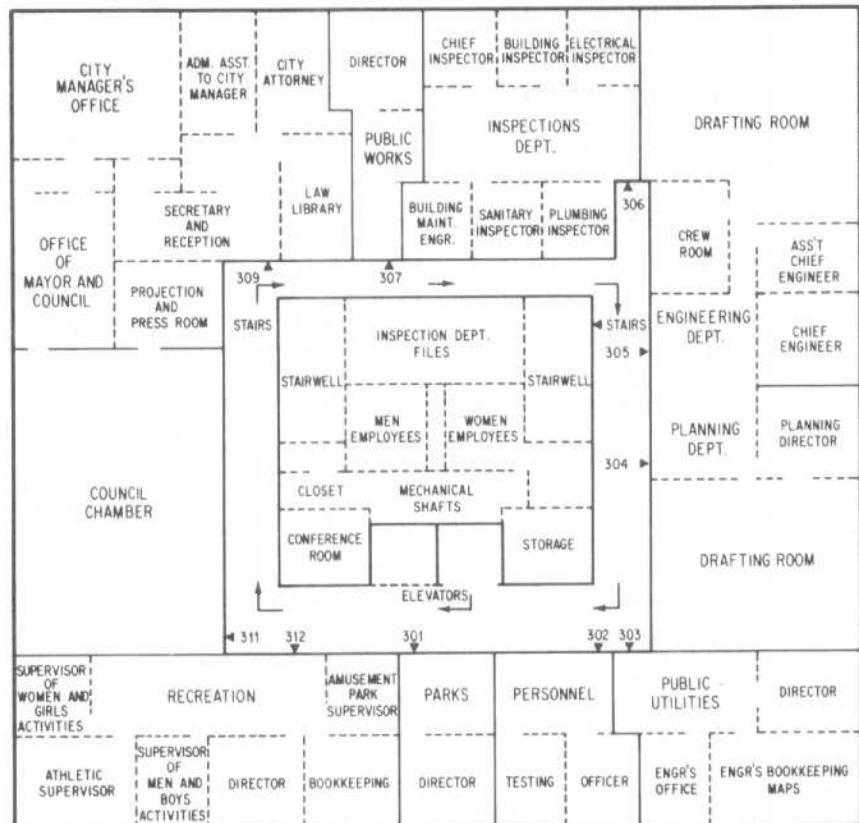 CITY
MANAGER'S
OFFICE
ADM. ASST.
TO CITY
MANAGER
CITY
ATTORNEY
DIRECTOR
CHIEF
INSPECTOR
BUILDING
INSPECTOR
ELECTRICAL
INSPECTOR
DRAFTING ROOM
PUBLIC
WORKS
INSPECTIONS
DEPT.
OFFICE
OF
MAYOR AND
COUNCIL
SECRETARY
AND
RECEPTION
LAW
LIBRARY
BUILDING
MAINT.
ENGR.
SANITARY
INSPECTOR
PLUMBING
INSPECTOR
306
CREW
ROOM
ASS'T
CHIEF
ENGINEER
PROJECTION
AND
PRESS ROOM
309
307
STAIRS
STAIRS
305
ENGINEERING
DEPT.
CHIEF
ENGINEER
INSPECTION DEPT.
FILES
STAIRWELL
STAIRWELL
MEN
EMPLOYEES
WOMEN
EMPLOYEES
PLANNING
DEPT.
PLANNING
DIRECTOR
304
COUNCIL
CHAMBER
CLOSET
MECHANICAL
SHAFTS
CONFERENCE
ROOM
STORAGE
DRAFTING ROOM
ELEVATORS
311
312
301
302
303
SUPERVISOR
OF
WOMEN AND
GIRLS
ACTIVITIES
RECREATION
AMUSEMENT
PARK
SUPERVISOR
PARKS
PERSONNEL
PUBLIC
UTILITIES
DIRECTOR
ATHLETIC
SUPERVISOR
SUPERVISOR
OF
MEN AND
BOYS
ACTIVITIES
DIRECTOR
BOOKKEEPING
DIRECTOR
TESTING
OFFICER
ENGR'S
OFFICE
ENGR'S BOOKKEEPING
MAPS